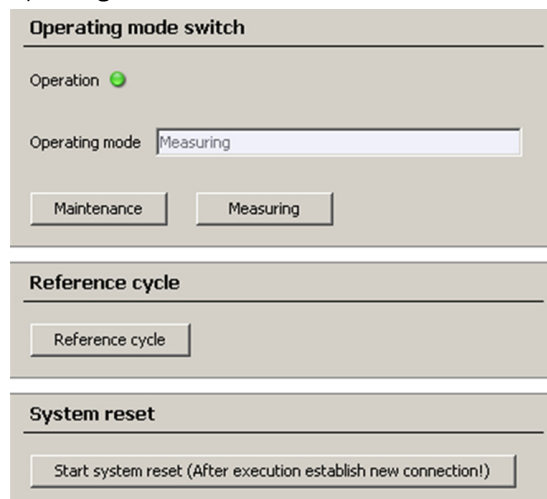 Operating mode switch
Operation
Operating mode Measuring
Maintenance Measuring
Reference cycle
Reference cycle
System reset
Start system reset (After execution establish new connection!)